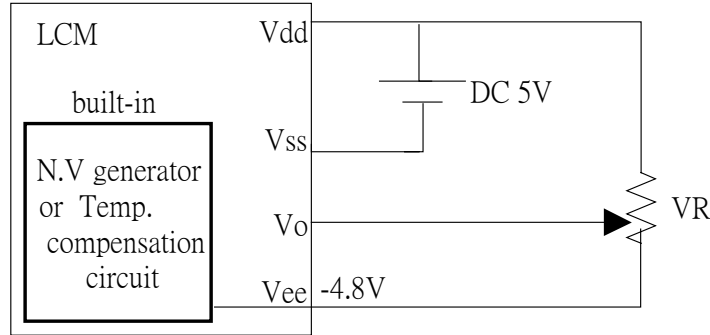 LCM
Vdd
DC 5V
built-in
Vss
N.V generator
or Temp.
compensation
circuit
VR
Vo
Vee
-4.8V